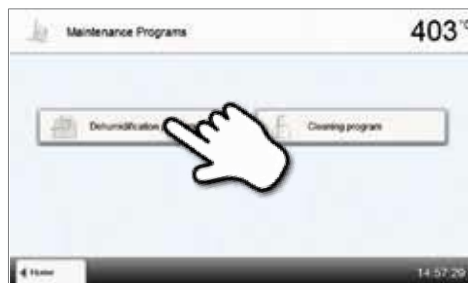 Maintenance Programs
403 °C
Dehumidification
Cleaning program
Home
14:57:29